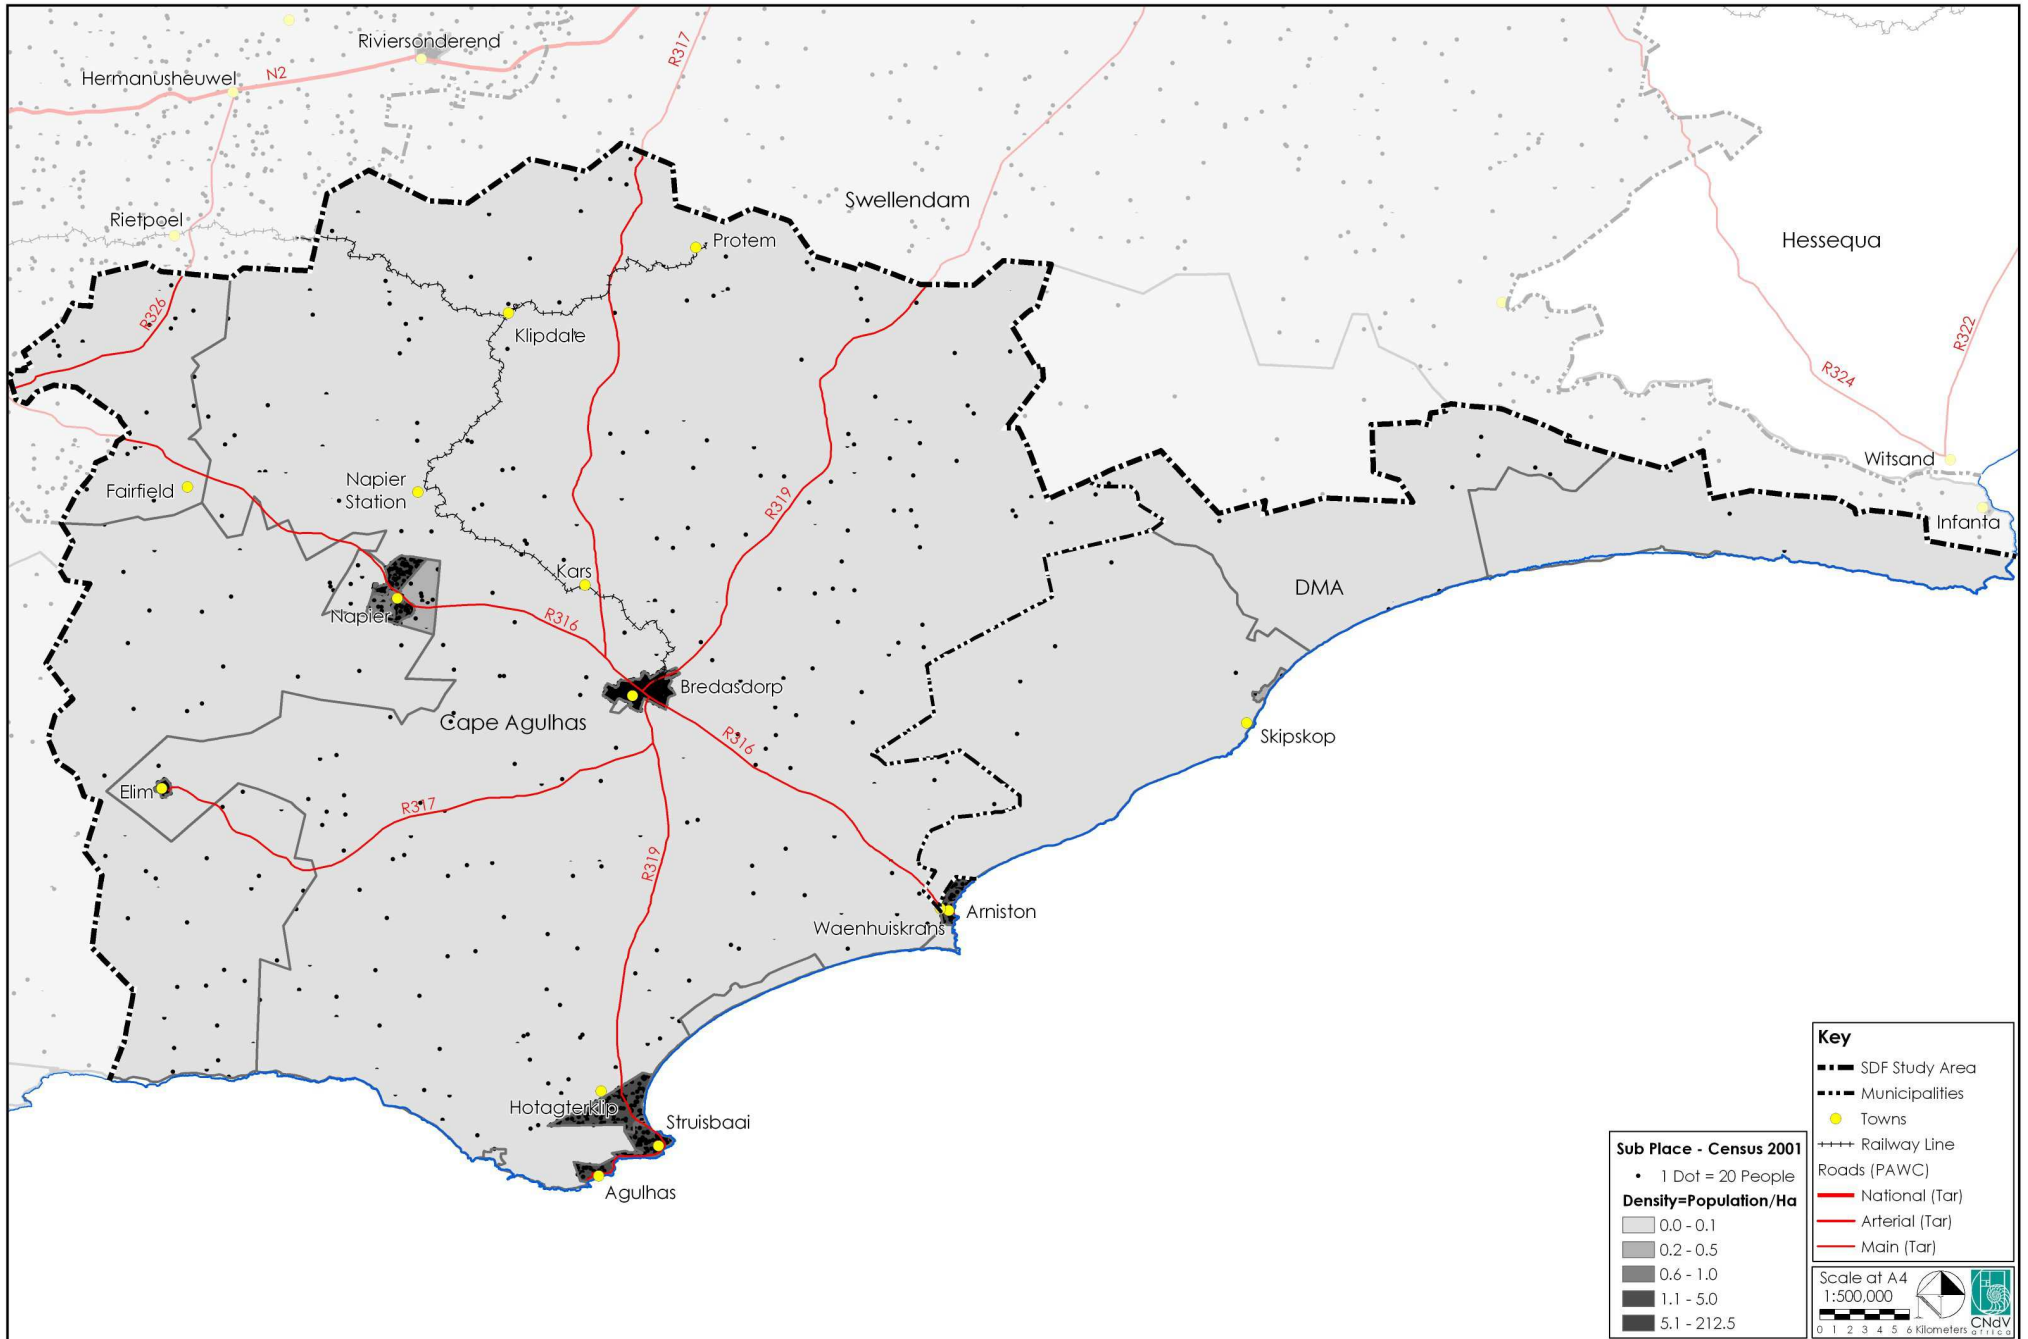 Riviersonderend
R317
Hermanusheuwel
N2
Swellendam
Rietpoel
Protem
Hessequa
R326
R322
Klipdale
R324
Witsand
Napier
Station
Fairfield
R319
Infanta
Kars
DMA
Napier
R316
Bredasdorp
Cape Agulhas
R316
Skipskop
Elim
R317
R319
Arniston
Waenhuiskrans
Hotagterklip
Struisbaai
Agulhas
Sub Place - Census 2001
1 Dot = 20 People
Density=Population/Ha
0.0 - 0.1
0.2 - 0.5
0.6 - 1.0
1.1 - 5.0
5.1 - 212.5
Key
SDF Study Area
Municipalities
Towns
Railway Line
Roads (PAWC)
National (Tar)
Arterial (Tar)
Main (Tar)
Scale at A4
1:500,000
0 1 2 3 4 5 6 Kilometers
CNdV
africa